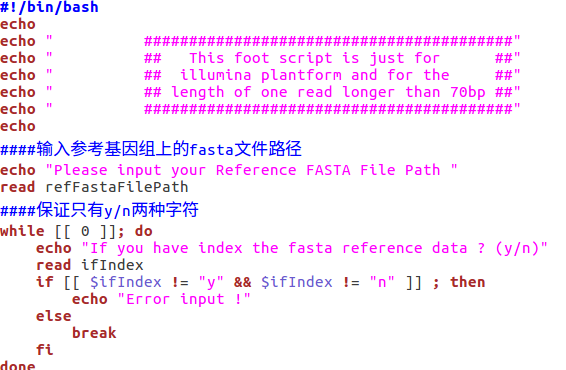 #!/bin/bash
echo
echo "          #########################################"
echo "          ##   This foot script is just for      ##"
echo "          ##  illumina plantform and for the     ##"
echo "          ## length of one read longer than 70bp ##"
echo "          #########################################"
echo
####输入参考基因组上的fasta文件路径
echo "Please input your Reference FASTA File Path "
read refFastaFilePath
####保证只有y/n两种字符
while [[ 0 ]]; do
    echo "If you have index the fasta reference data ? (y/n)"
    read ifIndex
    if [[ $ifIndex != "y" && $ifIndex != "n" ]] ; then
        echo "Error input !"
    else
        break
    fi
done